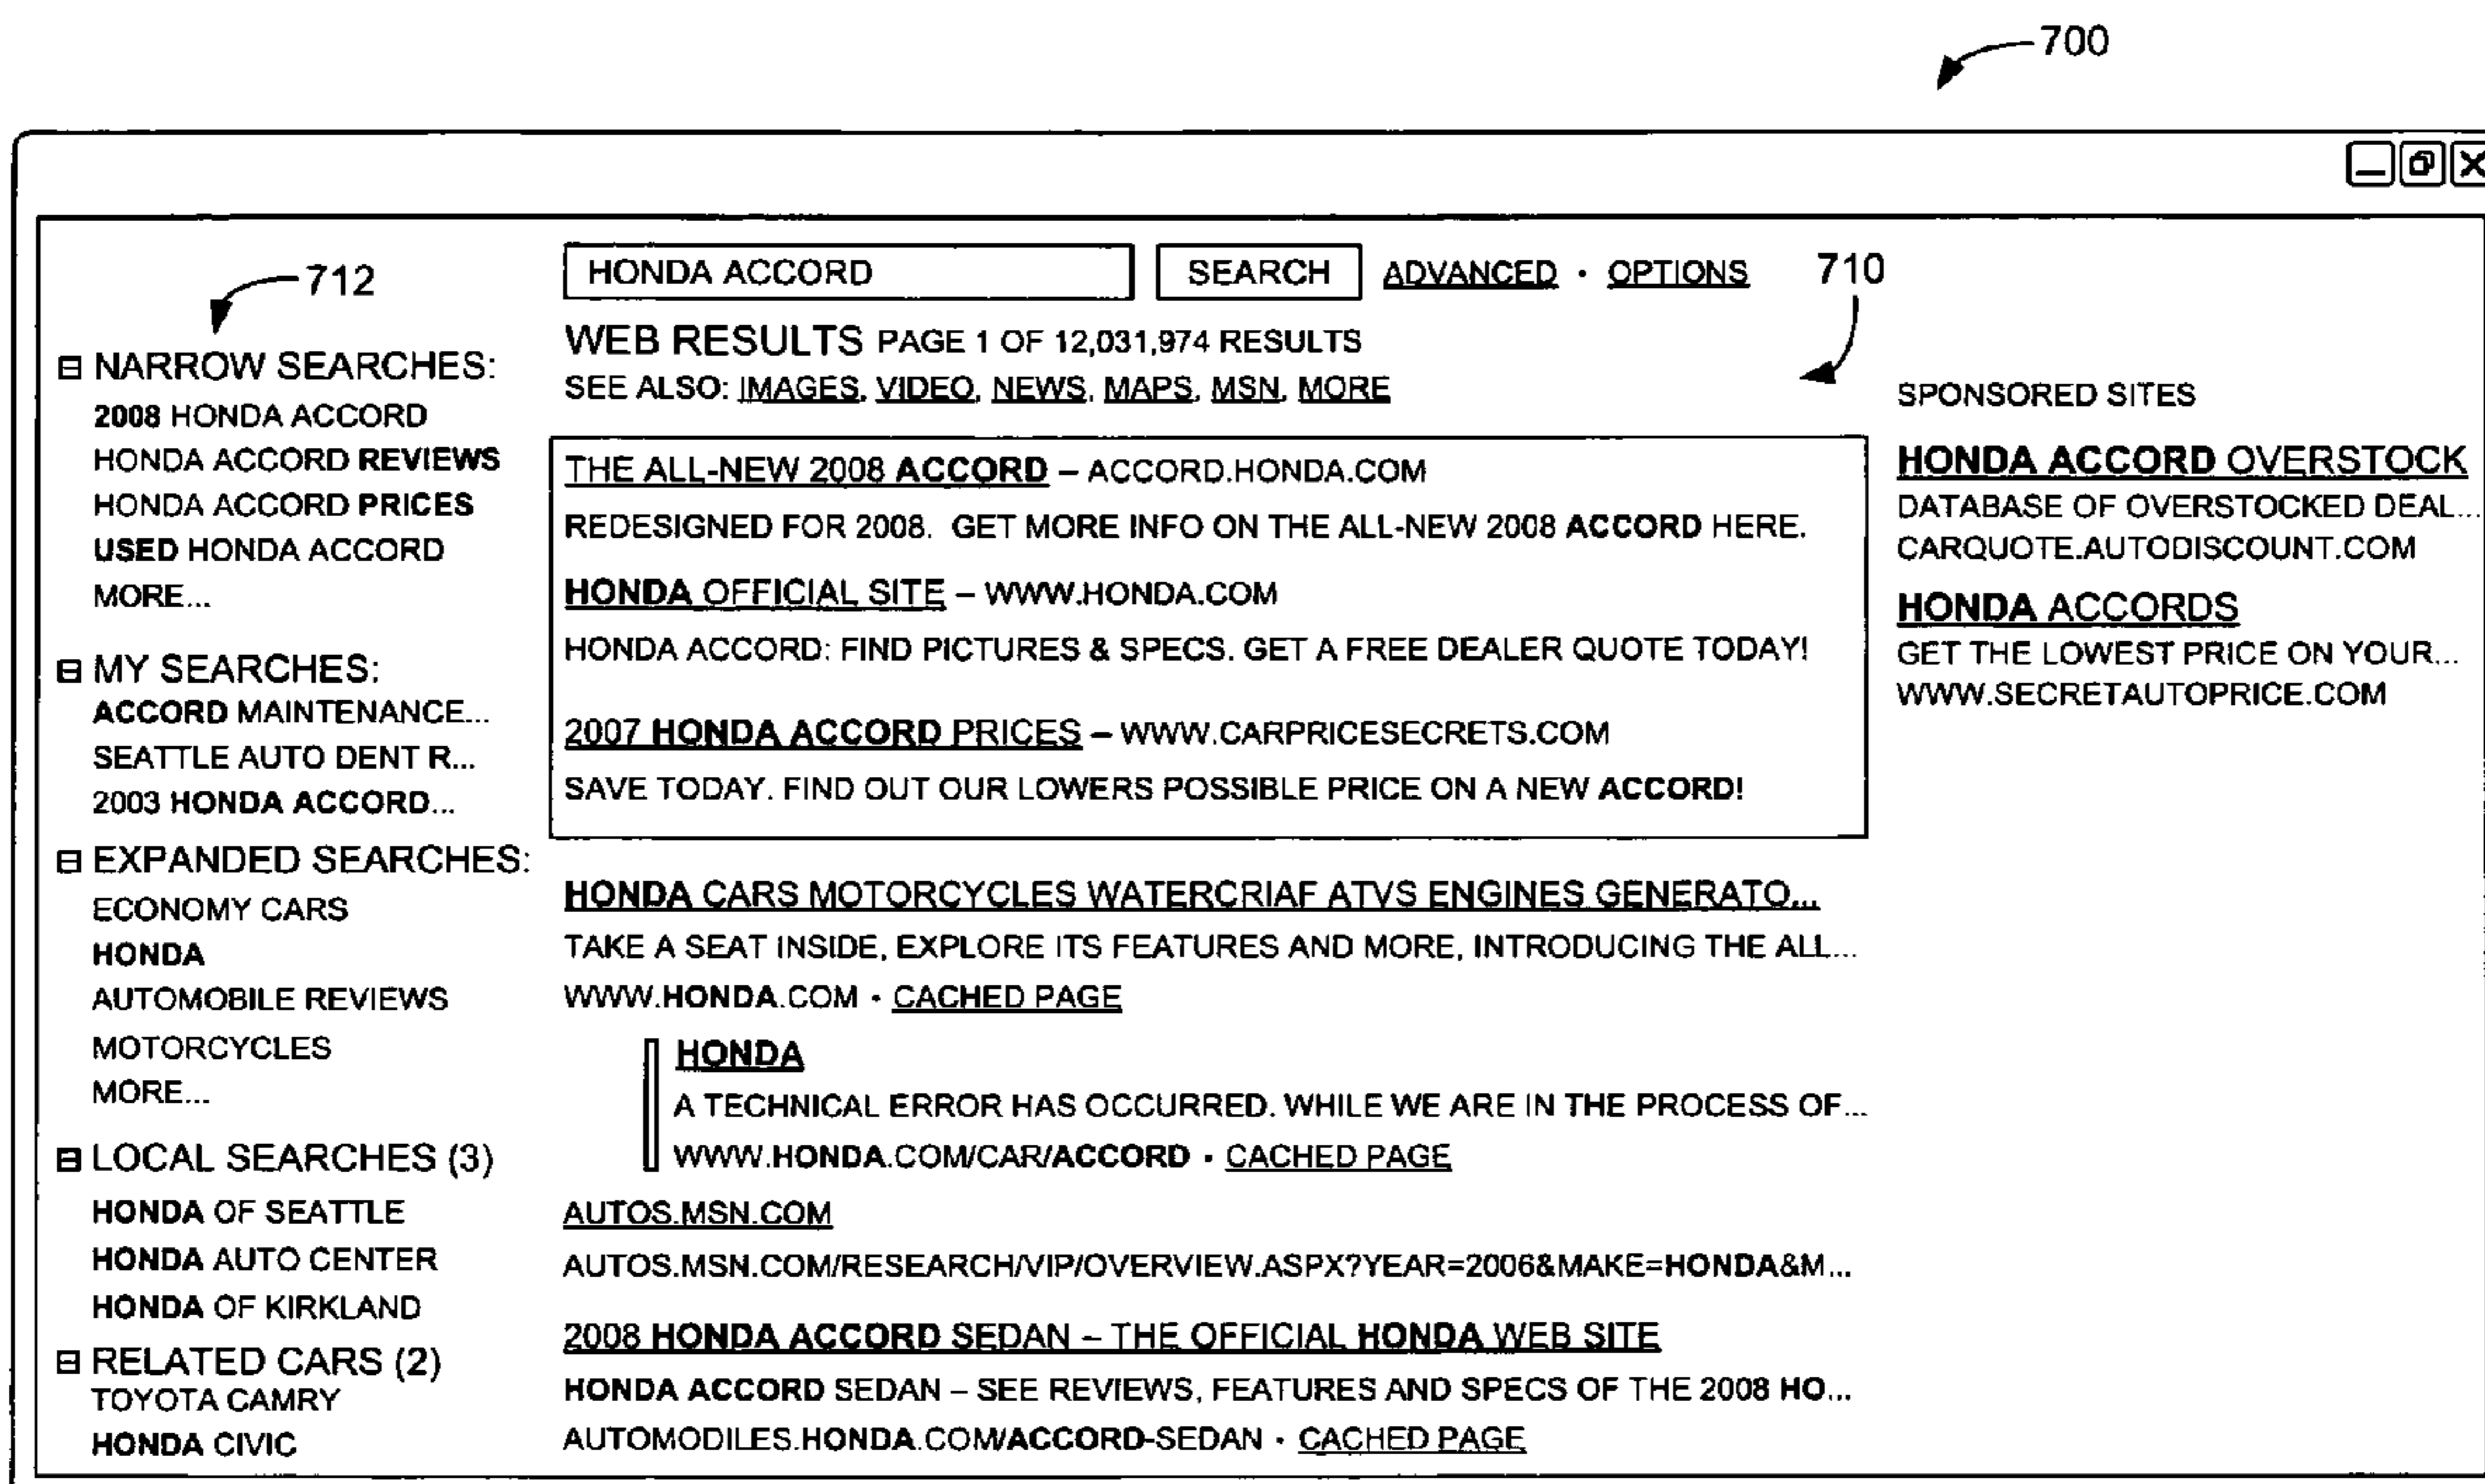 700
HONDA ACCORD SEARCH ADVANCED · OPTIONS 710
712
WEB RESULTS PAGE 1 OF 12,031,974 RESULTS
SEE ALSO: IMAGES, VIDEO, NEWS, MAPS, MSN, MORE
⊟ NARROW SEARCHES:
2008 HONDA ACCORD
HONDA ACCORD REVIEWS
HONDA ACCORD PRICES
USED HONDA ACCORD
MORE...
⊟ MY SEARCHES:
ACCORD MAINTENANCE...
SEATTLE AUTO DENT R...
2003 HONDA ACCORD...
⊟ EXPANDED SEARCHES:
ECONOMY CARS
HONDA
AUTOMOBILE REVIEWS
MOTORCYCLES
MORE...
⊟ LOCAL SEARCHES (3)
HONDA OF SEATTLE
HONDA AUTO CENTER
HONDA OF KIRKLAND
⊟ RELATED CARS (2)
TOYOTA CAMRY
HONDA CIVIC
THE ALL-NEW 2008 ACCORD – ACCORD.HONDA.COM
REDESIGNED FOR 2008. GET MORE INFO ON THE ALL-NEW 2008 ACCORD HERE.
HONDA OFFICIAL SITE – WWW.HONDA.COM
HONDA ACCORD: FIND PICTURES & SPECS. GET A FREE DEALER QUOTE TODAY!
2007 HONDA ACCORD PRICES – WWW.CARPRICESECRETS.COM
SAVE TODAY. FIND OUT OUR LOWERS POSSIBLE PRICE ON A NEW ACCORD!
HONDA CARS MOTORCYCLES WATERCRIAF ATVS ENGINES GENERATO...
TAKE A SEAT INSIDE, EXPLORE ITS FEATURES AND MORE, INTRODUCING THE ALL...
WWW.HONDA.COM · CACHED PAGE
HONDA
A TECHNICAL ERROR HAS OCCURRED. WHILE WE ARE IN THE PROCESS OF...
WWW.HONDA.COM/CAR/ACCORD · CACHED PAGE
AUTOS.MSN.COM
AUTOS.MSN.COM/RESEARCH/VIP/OVERVIEW.ASPX?YEAR=2006&MAKE=HONDA&M...
2008 HONDA ACCORD SEDAN – THE OFFICIAL HONDA WEB SITE
HONDA ACCORD SEDAN – SEE REVIEWS, FEATURES AND SPECS OF THE 2008 HO...
AUTOMODILES.HONDA.COM/ACCORD-SEDAN · CACHED PAGE
SPONSORED SITES
HONDA ACCORD OVERSTOCK
DATABASE OF OVERSTOCKED DEAL...
CARQUOTE.AUTODISCOUNT.COM
HONDA ACCORDS
GET THE LOWEST PRICE ON YOUR...
WWW.SECRETAUTOPRICE.COM